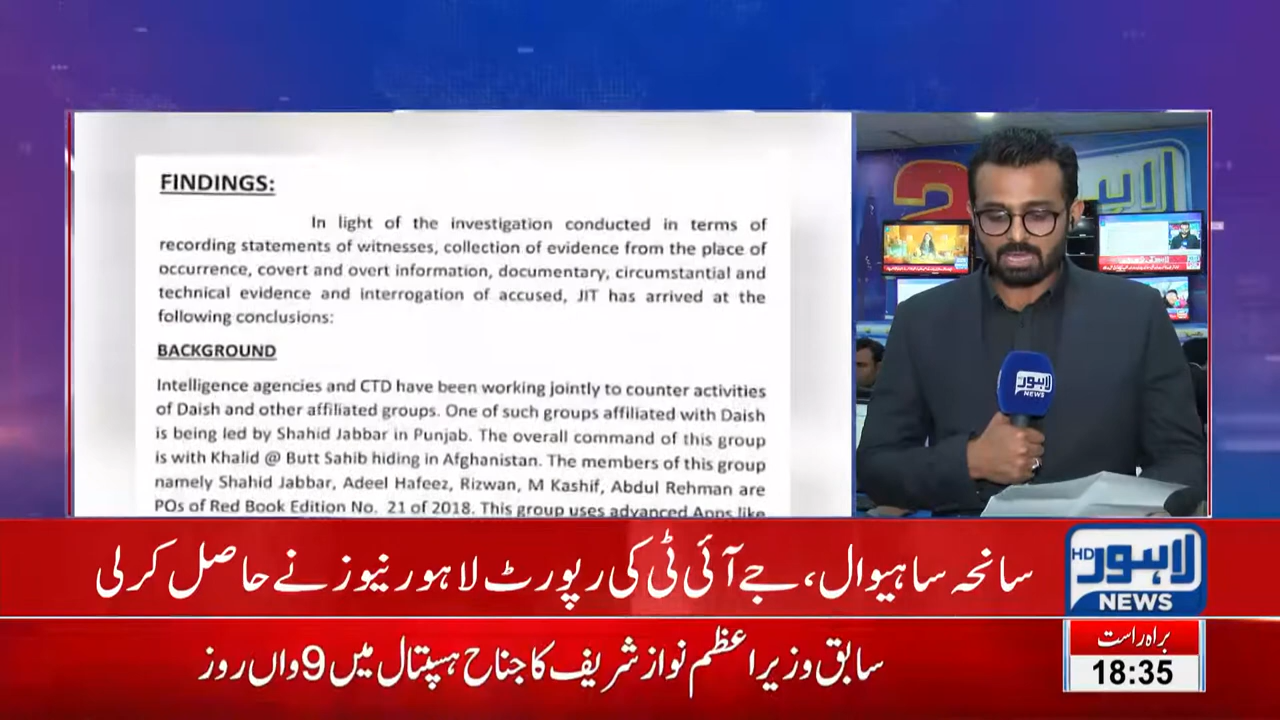 FINDINGS:
In light of the investigation conducted in terms of
recording statements of witnesses, collection of evidence from the place of
occurrence, covert and overt information, documentary, circumstantial and
technical evidence and interrogation of accused, JIT has arrived at the
following conclusions:
BACKGROUND
Intelligence agencies and CTD have been working jointly to counter activities
of Daish and other affiliated groups. One of such groups affiliated with Daish
is being led by Shahid Jabbar in Punjab. The overall command of this group
is with Khalid @ Butt Sahib hiding in Afghanistan. The members of this group
namely Shahid Jabbar, Adeel Hafeez, Rizwan, M Kashif, Abdul Rehman are
POs of Red Book Edition No. 21 of 2018. This group uses advanced Apps like
لاہور
NEWS
سانحہ ساہیوال، جے آئی ٹی کی رپورٹ لاہور نیوز نے حاصل کرلی
HD لاہور
NEWS
سابق وزیراعظم نواز شریف کا جناح ہسپتال میں 9واں روز
براہ راست
18:35